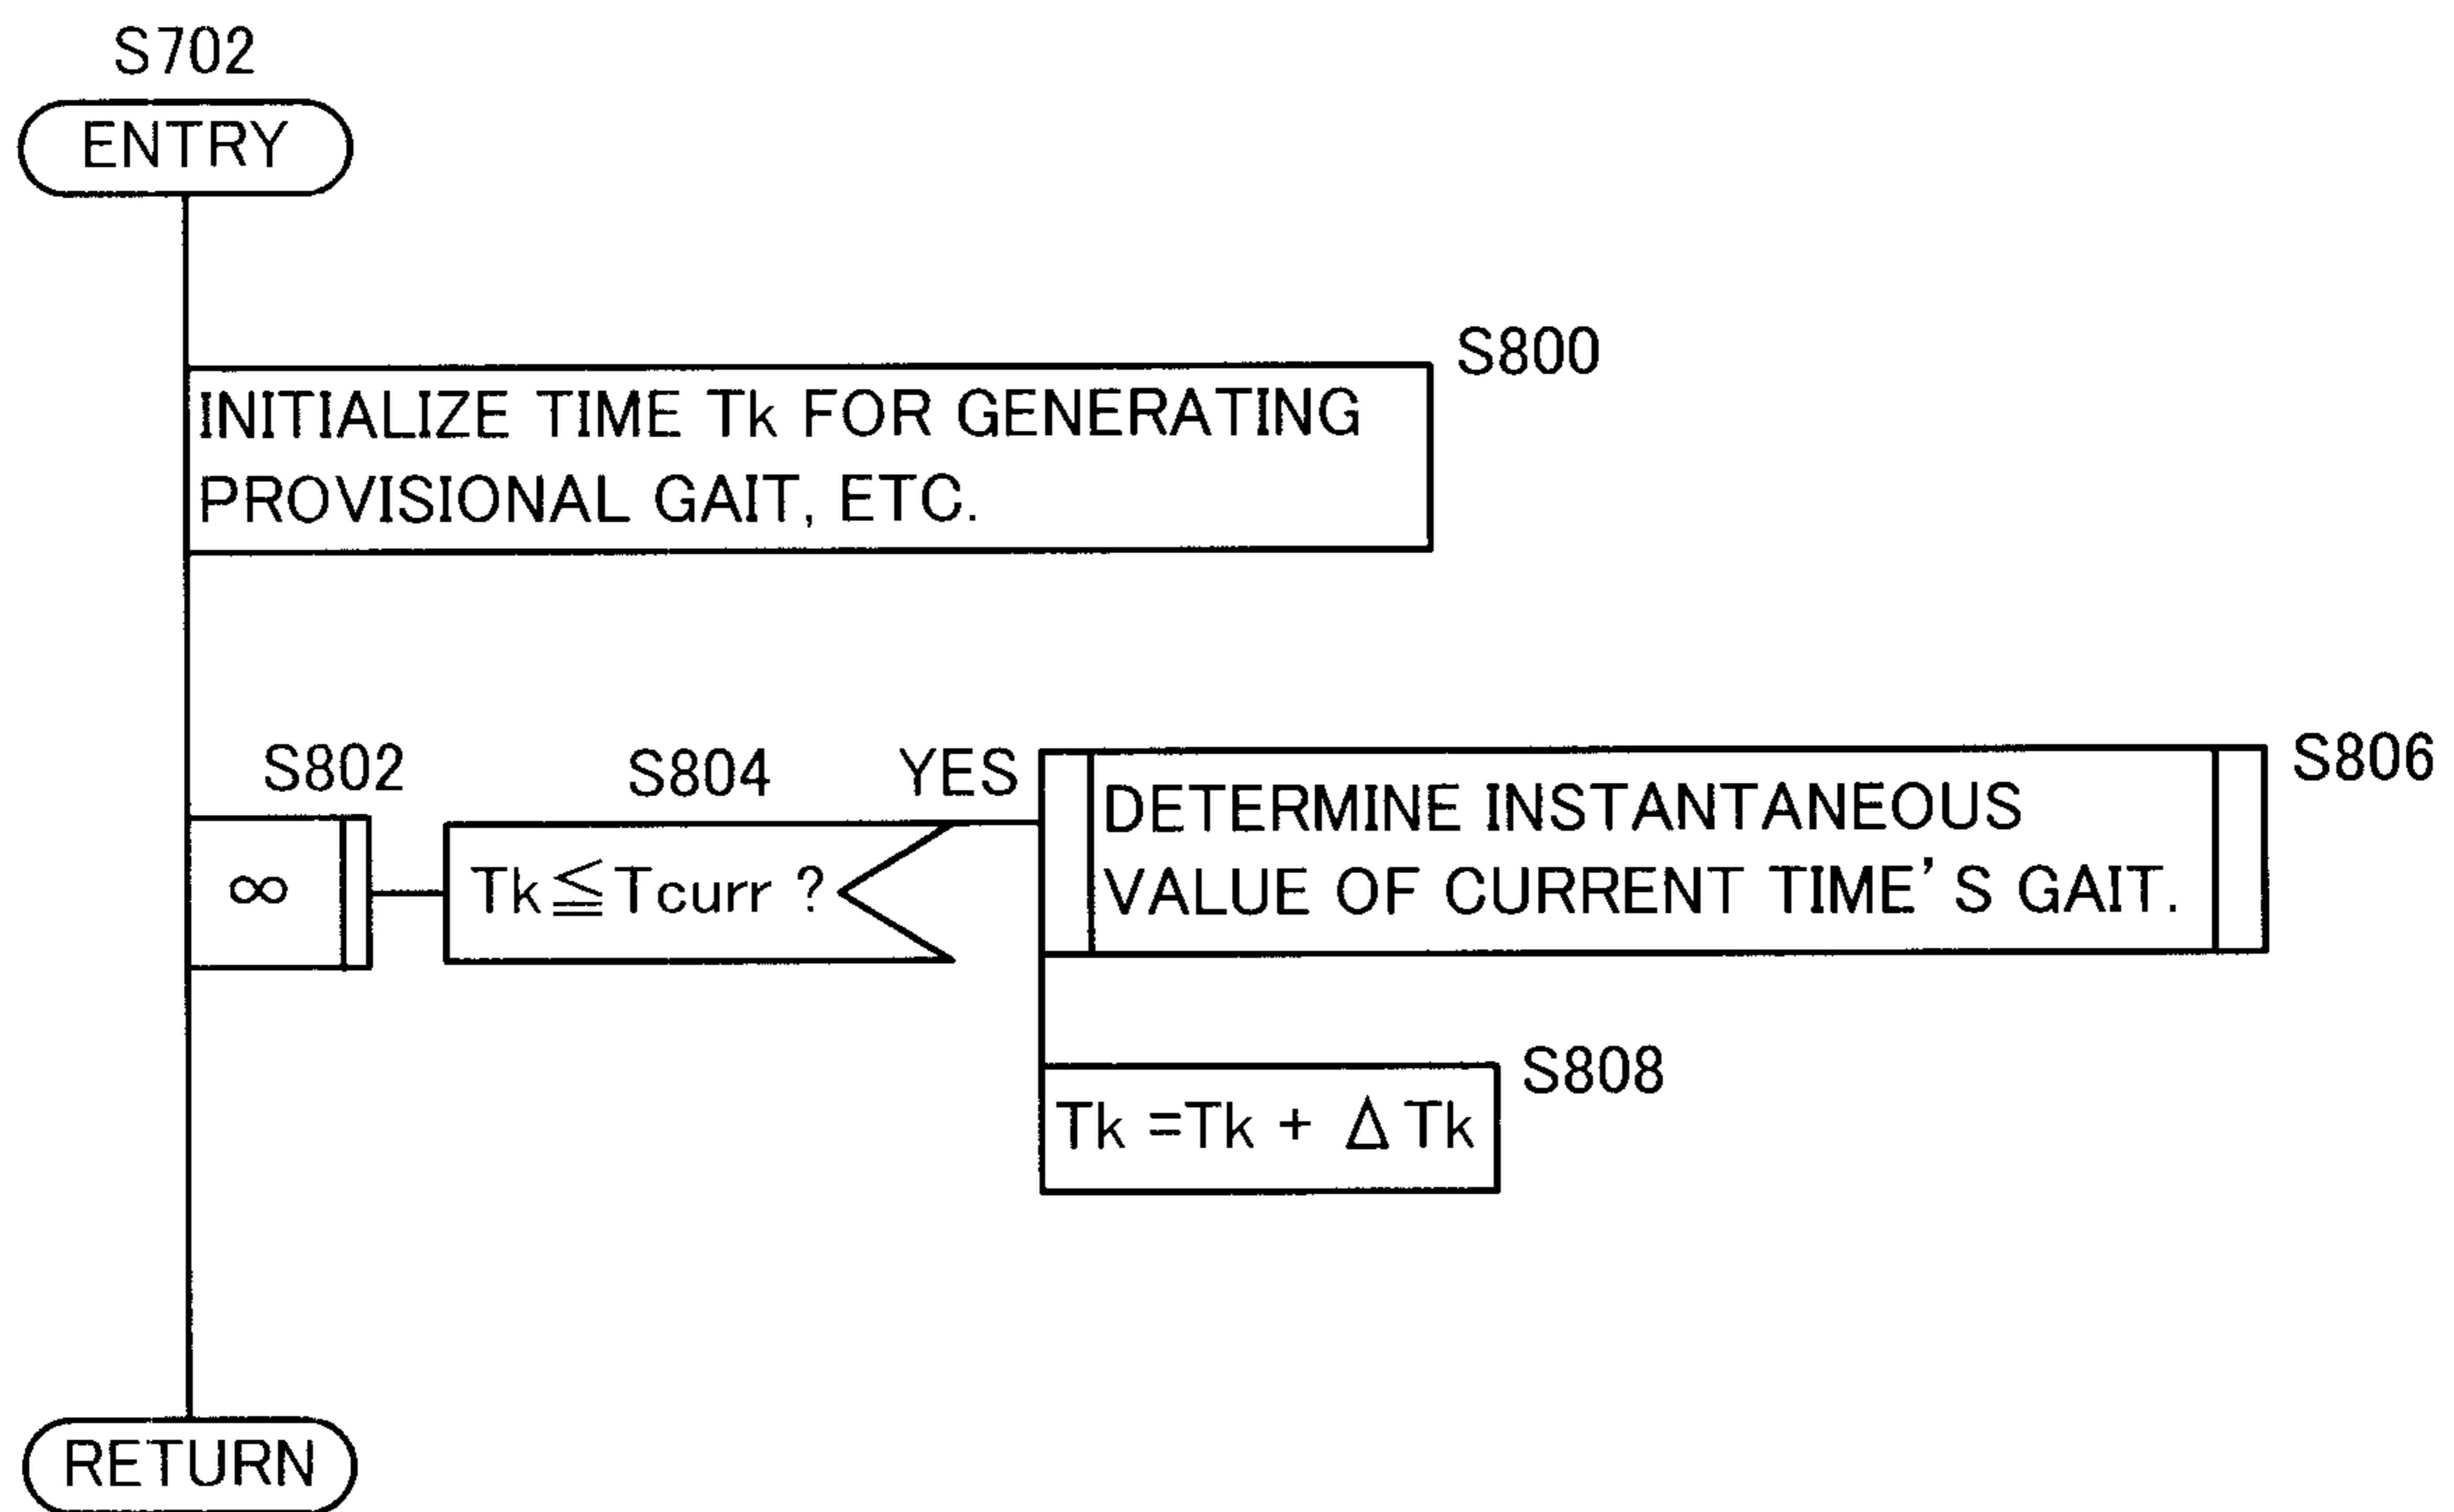 S702
ENTRY
S800
INITIALIZE TIME Tk FOR GENERATING
PROVISIONAL GAIT, ETC.
S802
∞
S804
Tk≦Tcurr ?
YES
S806
DETERMINE INSTANTANEOUS
VALUE OF CURRENT TIME'S GAIT.
S808
Tk =Tk + Δ Tk
RETURN